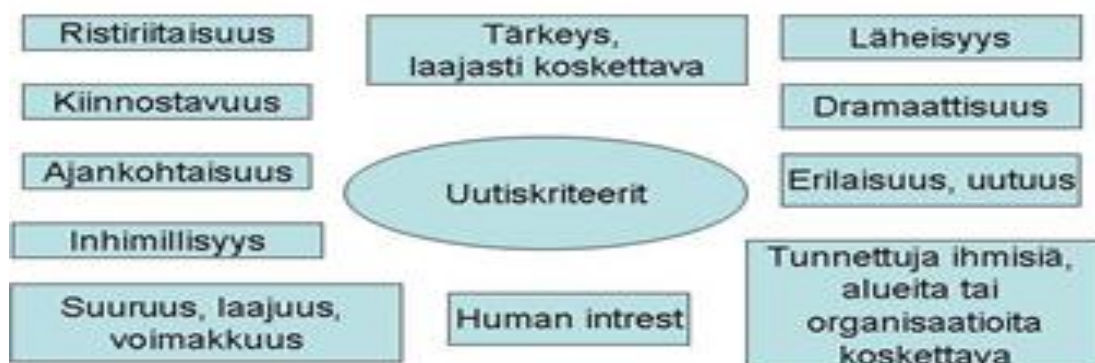 Ristiriitaisuus
Tärkeys,
laajasti koskettava
Läheisyys
Kiinnostavuus
Dramaattisuus
Ajankohtaisuus
Uutiskriteerit
Erilaisuus, uutuus
Inhimillisyys
Suuruus, laajuus,
voimakkuus
Human intrest
Tunnettuja ihmisiä,
alueita tai
organisaatioita
koskettava